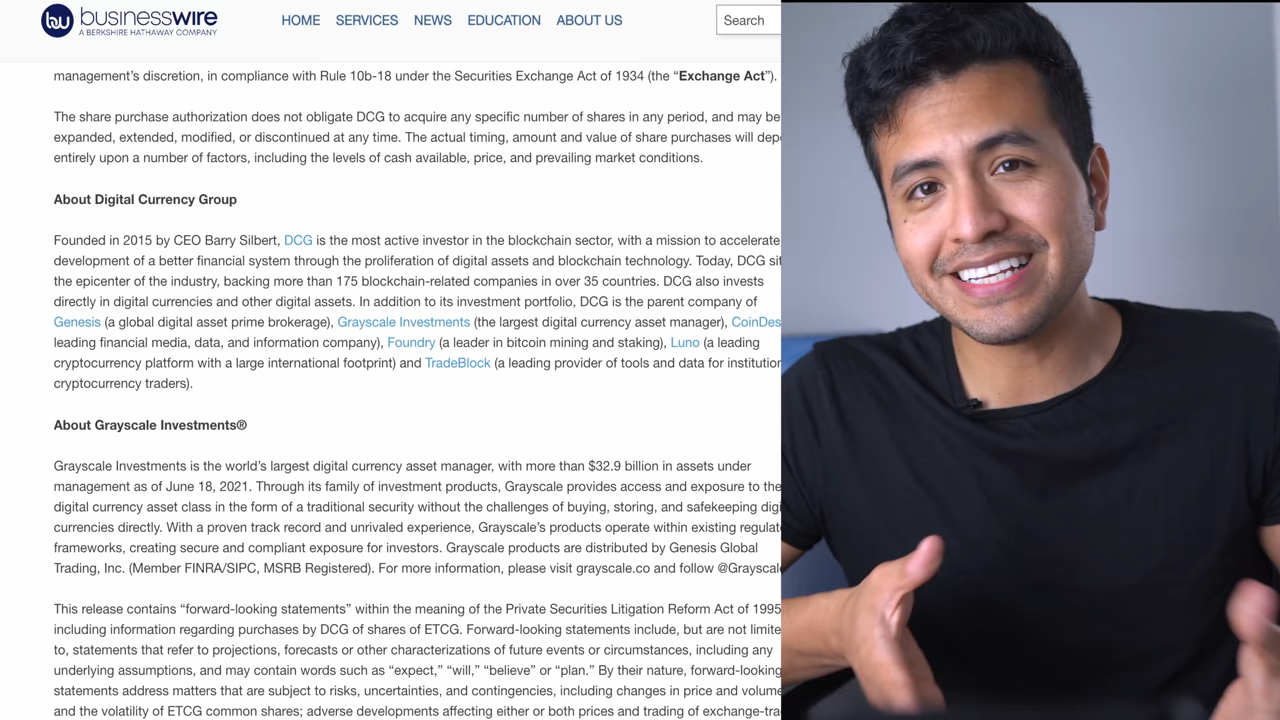 businesswire
A BERKSHIRE HATHAWAY COMPANY
HOME SERVICES NEWS EDUCATION ABOUT US
Search
management’s discretion, in compliance with Rule 10b-18 under the Securities Exchange Act of 1934 (the “Exchange Act”).
The share purchase authorization does not obligate DCG to acquire any specific number of shares in any period, and may be
expanded, extended, modified, or discontinued at any time. The actual timing, amount and value of share purchases will dep
entirely upon a number of factors, including the levels of cash available, price, and prevailing market conditions.
About Digital Currency Group
Founded in 2015 by CEO Barry Silbert, DCG is the most active investor in the blockchain sector, with a mission to accelerate
development of a better financial system through the proliferation of digital assets and blockchain technology. Today, DCG sit
the epicenter of the industry, backing more than 175 blockchain-related companies in over 35 countries. DCG also invests
directly in digital currencies and other digital assets. In addition to its investment portfolio, DCG is the parent company of
Genesis (a global digital asset prime brokerage), Grayscale Investments (the largest digital currency asset manager), CoinDes
leading financial media, data, and information company), Foundry (a leader in bitcoin mining and staking), Luno (a leading
cryptocurrency platform with a large international footprint) and TradeBlock (a leading provider of tools and data for institution
cryptocurrency traders).
About Grayscale Investments®
Grayscale Investments is the world’s largest digital currency asset manager, with more than $32.9 billion in assets under
management as of June 18, 2021. Through its family of investment products, Grayscale provides access and exposure to the
digital currency asset class in the form of a traditional security without the challenges of buying, storing, and safekeeping digi
currencies directly. With a proven track record and unrivaled experience, Grayscale’s products operate within existing regulat
frameworks, creating secure and compliant exposure for investors. Grayscale products are distributed by Genesis Global
Trading, Inc. (Member FINRA/SIPC, MSRB Registered). For more information, please visit grayscale.co and follow @Grayscale
This release contains “forward-looking statements” within the meaning of the Private Securities Litigation Reform Act of 1995
including information regarding purchases by DCG of shares of ETCG. Forward-looking statements include, but are not limite
to, statements that refer to projections, forecasts or other characterizations of future events or circumstances, including any
underlying assumptions, and may contain words such as “expect,” “will,” “believe” or “plan.” By their nature, forward-looking
statements address matters that are subject to risks, uncertainties, and contingencies, including changes in price and volume
and the volatility of ETCG common shares; adverse developments affecting either or both prices and trading of exchange-tra